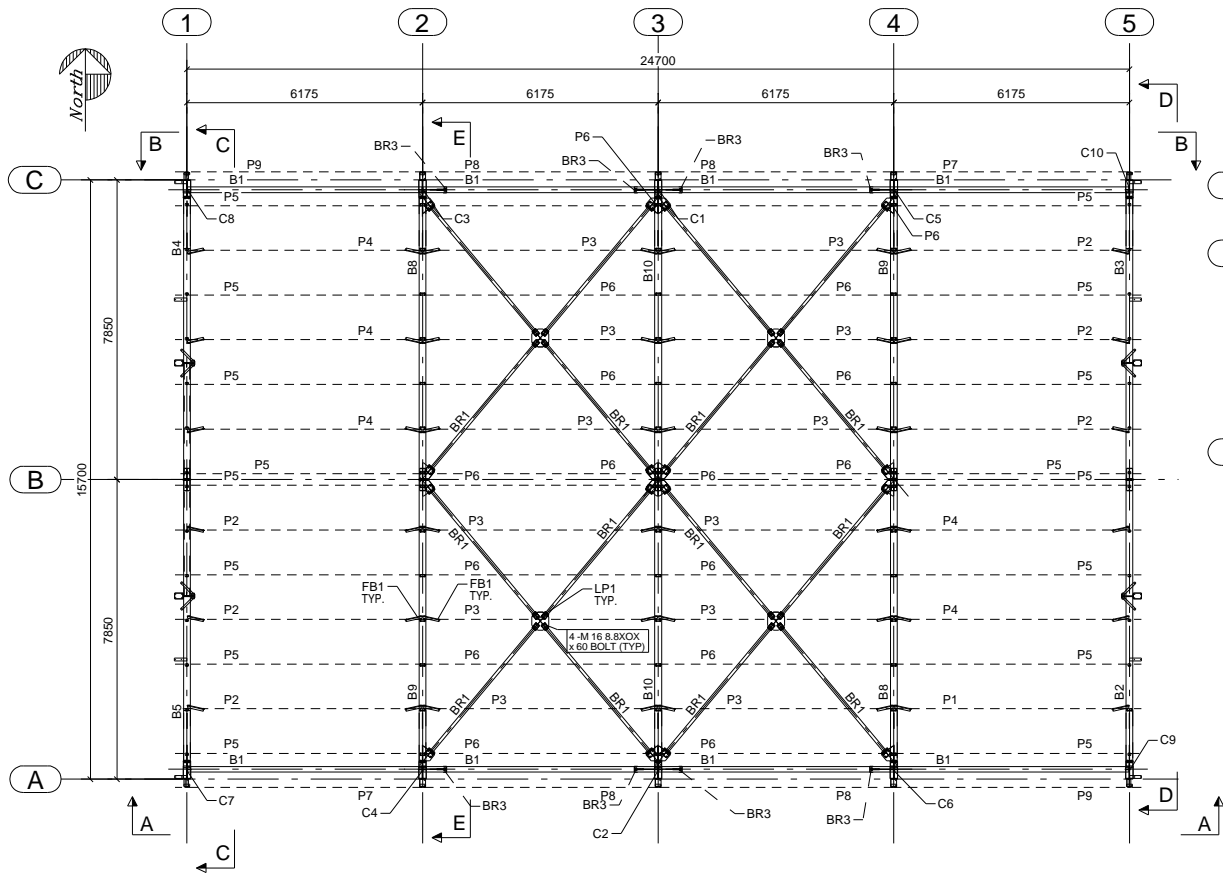 1 2 3 4 5
North
24700
6175 6175 6175 6175
B C E D B
BR3 BR3 P6 BR3 BR3 C10
C P9 P8 P8 P7
B1 B1 B1 B1
P5 P5
C8 C3 C1 C5 P6
B4 P4 B8 P3 B10 P3 B9 P2 B3
P5 P6 P6 P5
7850
P4 P3 P3 P2
P5 P6 P6 P5
P4 BR1 P3 BR1 BR1 P3 BR1 P2
15700
P5 P6 P6 P5
B P5 P6 P6 P6 P5
P2 BR1 P3 BR1 BR1 P3 BR1 P4
P5 P6 P6 P5
FB1
TYP.
FB1
TYP.
LP1
TYP.
P2 P3 P3 P4
7850
4 -M 16 8.8XOX
x 60 BOLT (TYP)
P5 P6 P6 P5
B5 P2 B9 BR1 P3 BR1 B10 BR1 P3 BR1 B8 P1 B2
P5 P6 P6 P5
B1 B1 B1 B1 C9
A
C7 P7 C4 BR3 BR3 P8 C2 BR3 BR3 P8 C6 P9 D
A C E A